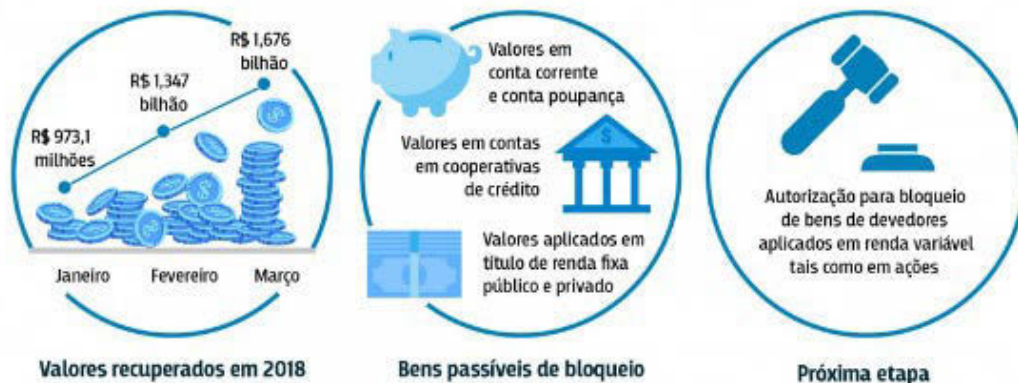 R$ 1,676
bilhão
R$ 1,347
bilhão
R$ 973,1
milhões
Janeiro
Fevereiro
Março
Valores recuperados em 2018
Valores em
conta corrente
e conta poupança
Valores em contas
em cooperativas
de crédito
Valores aplicados em
título de renda fixa
público e privado
Bens passíveis de bloqueio
Autorização para bloqueio
de bens de devedores
aplicados em renda variável
tais como em ações
Próxima etapa